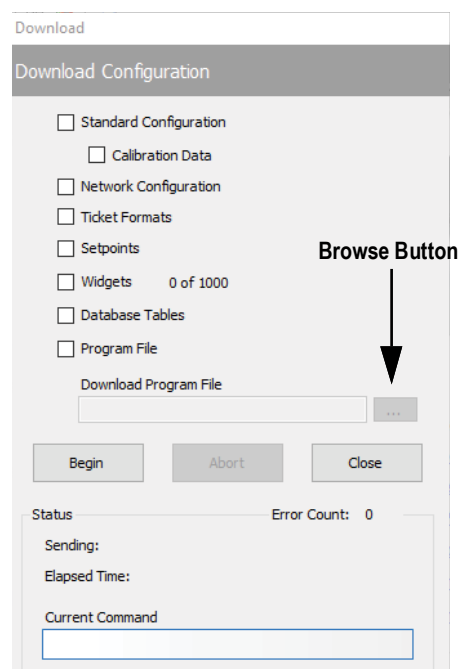 Download
Download Configuration
Standard Configuration
Calibration Data
Network Configuration
Ticket Formats
Setpoints
Browse Button
Widgets 0 of 1000
Database Tables
Program File
Download Program File
...
Begin Abort Close
Status Error Count: 0
Sending:
Elapsed Time:
Current Command